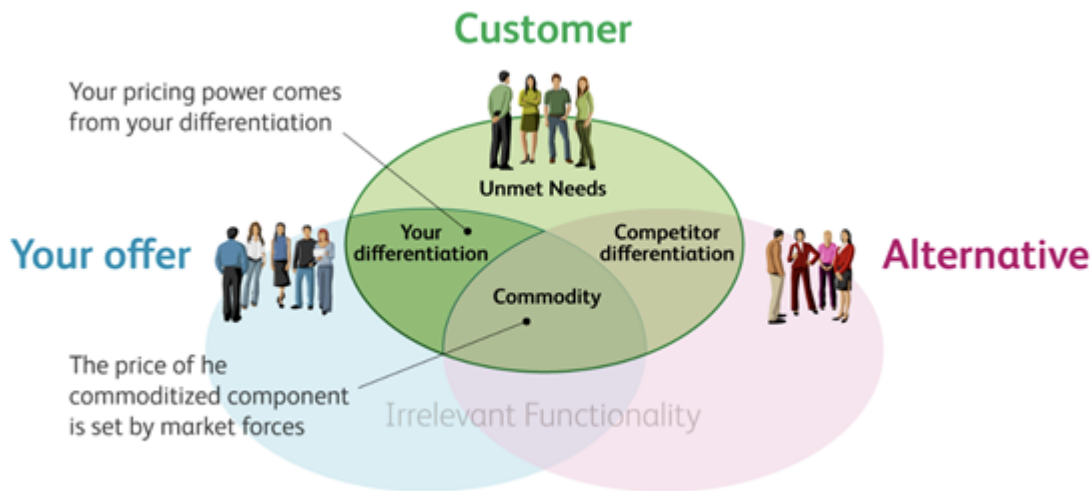 Customer
Your pricing power comes
from your differentiation
Unmet Needs
Your offer
Your
differentiation
Competitor
differentiation
Alternative
Commodity
The price of he
commoditized component
is set by market forces
Irrelevant Functionality